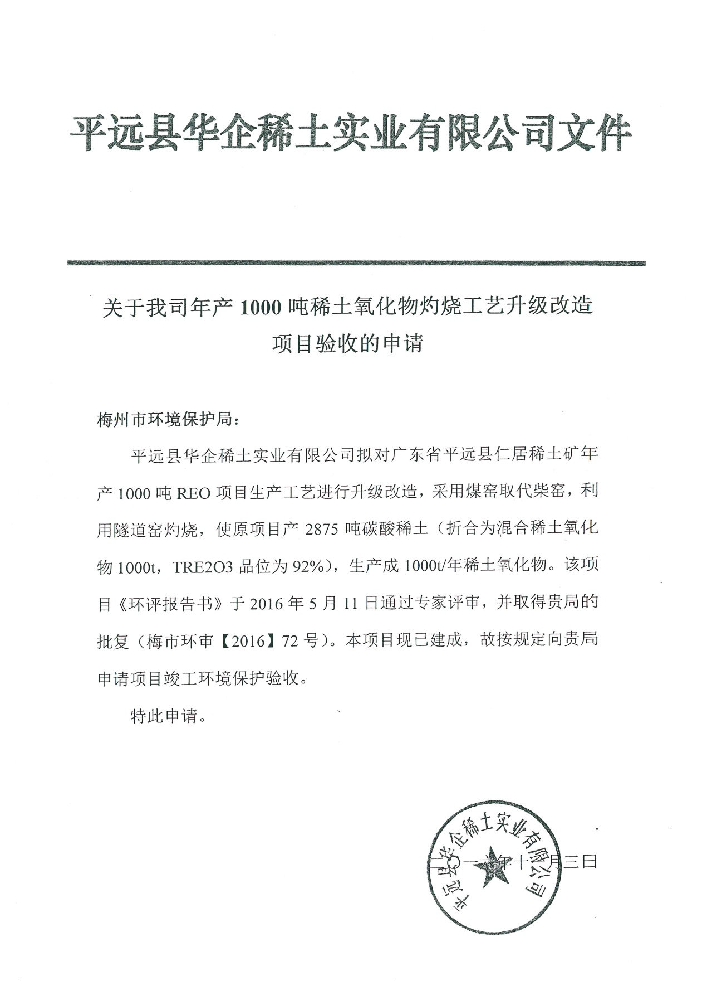 平远县华企稀土实业有限公司文件
关于我司年产 1000 吨稀土氧化物灼烧工艺升级改造
项目验收的申请
梅州市环境保护局：
平远县华企稀土实业有限公司拟对广东省平远县仁居稀土矿年
产 1000 吨 REO 项目生产工艺进行升级改造，采用煤窑取代柴窑，利
用隧道窑灼烧，使原项目产 2875 吨碳酸稀土（折合为混合稀土氧化
物 1000t，TRE2O3 品位为 92%），生产成 1000t/年稀土氧化物。该项
目《环评报告书》于 2016 年 5 月 11 日通过专家评审，并取得贵局的
批复（梅市环审【2016】72 号）。本项目现已建成，故按规定向贵局
申请项目竣工环境保护验收。
特此申请。
平远县华企稀土实业有限公司
二〇一六年十月三日